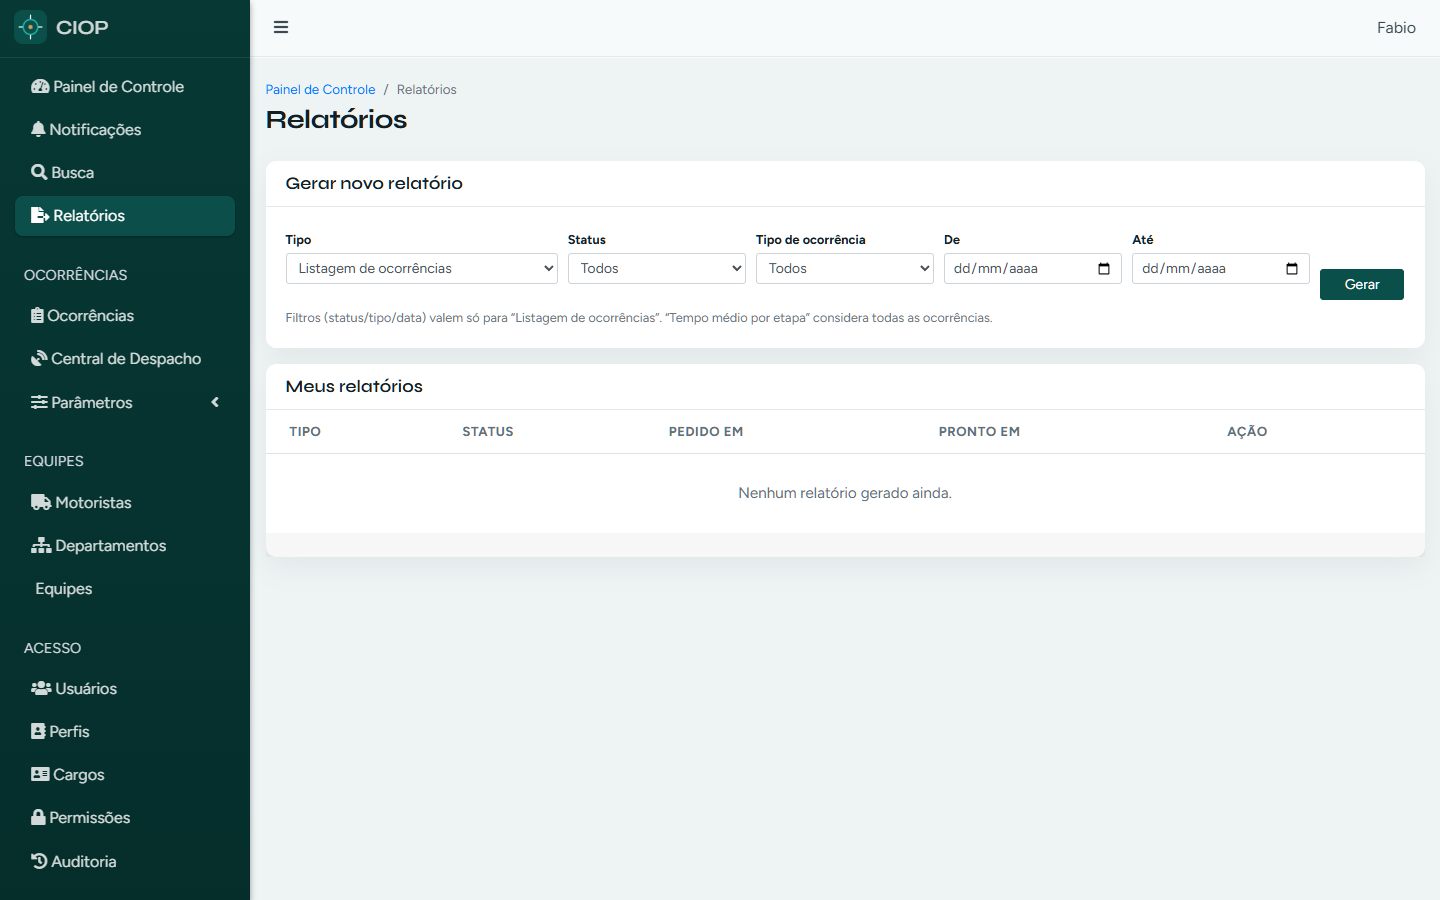 CIOP
Fabio
Painel de Controle
Notificações
Busca
Relatórios
OCORRÊNCIAS
Ocorrências
Central de Despacho
Parâmetros
EQUIPES
Motoristas
Departamentos
Equipes
ACESSO
Usuários
Perfis
Cargos
Permissões
Auditoria
Painel de Controle / Relatórios
Relatórios
Gerar novo relatório
Tipo Status Tipo de ocorrência De Até
Listagem de ocorrências Todos Todos dd/mm/aaaa dd/mm/aaaa Gerar
Filtros (status/tipo/data) valem só para “Listagem de ocorrências”. “Tempo médio por etapa” considera todas as ocorrências.
Meus relatórios
TIPO STATUS PEDIDO EM PRONTO EM AÇÃO
Nenhum relatório gerado ainda.